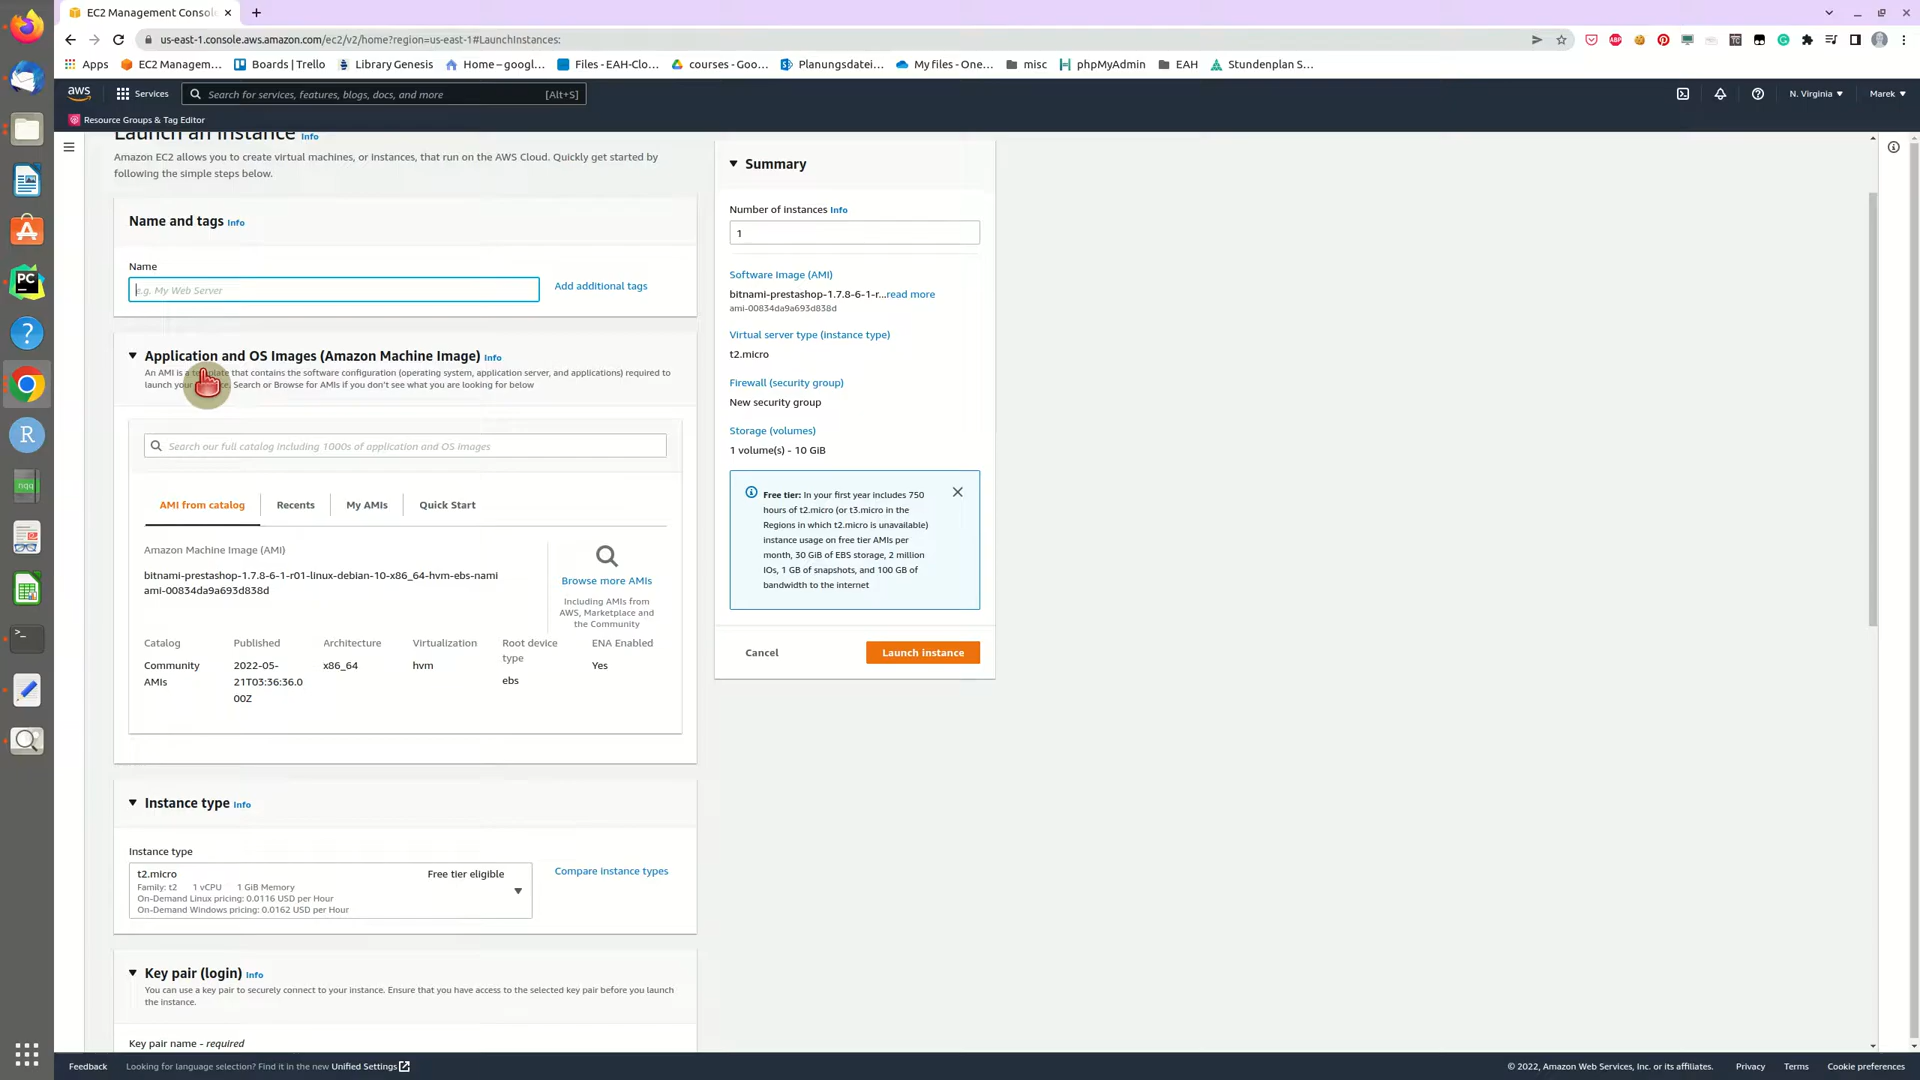 EC2 Management Conso
us-east-1.console.aws.amazon.com/ec2/v2/home?region=us-east-1#LaunchInstances:
Apps
EC2 Managem...
Boards | Trello
Library Genesis
Home – googl...
Files - EAH-Clo...
courses - Goo...
Planungsdatei...
My files - One...
misc
phpMyAdmin
EAH
Stundenplan S...
aws
Services
Search for services, features, blogs, docs, and more
[Alt+S]
N. Virginia
Marek
Resource Groups & Tag Editor
Launch an instance Info
Amazon EC2 allows you to create virtual machines, or instances, that run on the AWS Cloud. Quickly get started by
following the simple steps below.
Name and tags Info
Name
e.g. My Web Server
Add additional tags
Application and OS Images (Amazon Machine Image) Info
An AMI is a template that contains the software configuration (operating system, application server, and applications) required to
launch your Search or Browse for AMIs if you don't see what you are looking for below
Search our full catalog including 1000s of application and OS images
AMI from catalog
Recents
My AMIs
Quick Start
Amazon Machine Image (AMI)
bitnami-prestashop-1.7.8-6-1-r01-linux-debian-10-x86_64-hvm-ebs-nami
ami-00834da9a693d838d
Browse more AMIs
Including AMIs from
AWS, Marketplace and
the Community
Catalog
Community
AMIs
Published
2022-05-
21T03:36:36.0
00Z
Architecture
x86_64
Virtualization
hvm
Root device
type
ebs
ENA Enabled
Yes
Instance type Info
Instance type
t2.micro
Free tier eligible
Family: t2 1 vCPU 1 GiB Memory
On-Demand Linux pricing: 0.0116 USD per Hour
On-Demand Windows pricing: 0.0162 USD per Hour
Compare instance types
Key pair (login) Info
You can use a key pair to securely connect to your instance. Ensure that you have access to the selected key pair before you launch
the instance.
Key pair name - required
Summary
Number of instances Info
1
Software Image (AMI)
bitnami-prestashop-1.7.8-6-1-r...read more
ami-00834da9a693d838d
Virtual server type (instance type)
t2.micro
Firewall (security group)
New security group
Storage (volumes)
1 volume(s) - 10 GiB
Free tier: In your first year includes 750
hours of t2.micro (or t3.micro in the
Regions in which t2.micro is unavailable)
instance usage on free tier AMIs per
month, 30 GiB of EBS storage, 2 million
IOs, 1 GB of snapshots, and 100 GB of
bandwidth to the internet
Cancel
Launch instance
Feedback
Looking for language selection? Find it in the new Unified Settings
© 2022, Amazon Web Services, Inc. or its affiliates.
Privacy
Terms
Cookie preferences
PC
R
nqq
ABP
TC